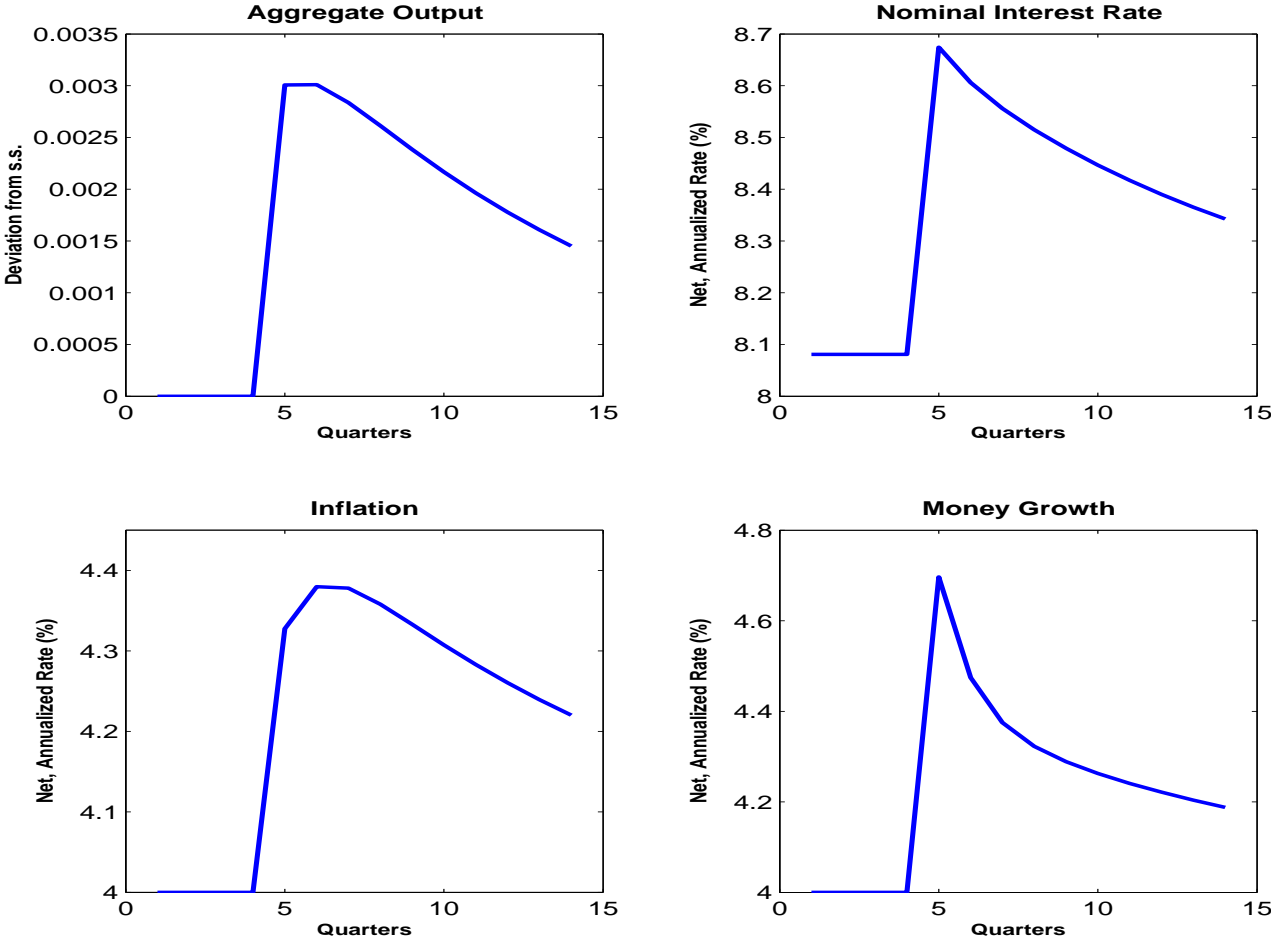 Aggregate Output
Deviation from s.s.
0.0035
0.003
0.0025
0.002
0.0015
0.001
0.0005
0
0 5 10 15
Quarters
Nominal Interest Rate
Net, Annualized Rate (%)
8.7
8.6
8.5
8.4
8.3
8.2
8.1
8
0 5 10 15
Quarters
Inflation
Net, Annualized Rate (%)
4.4
4.3
4.2
4.1
4
0 5 10 15
Quarters
Money Growth
Net, Annualized Rate (%)
4.8
4.6
4.4
4.2
4
0 5 10 15
Quarters